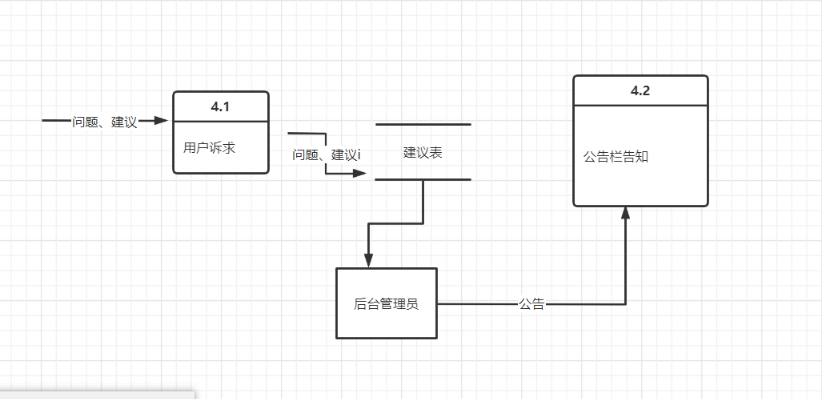 4.1
问题、建议
用户诉求
问题、建议i
建议表
4.2
公告栏告知
后台管理员
公告